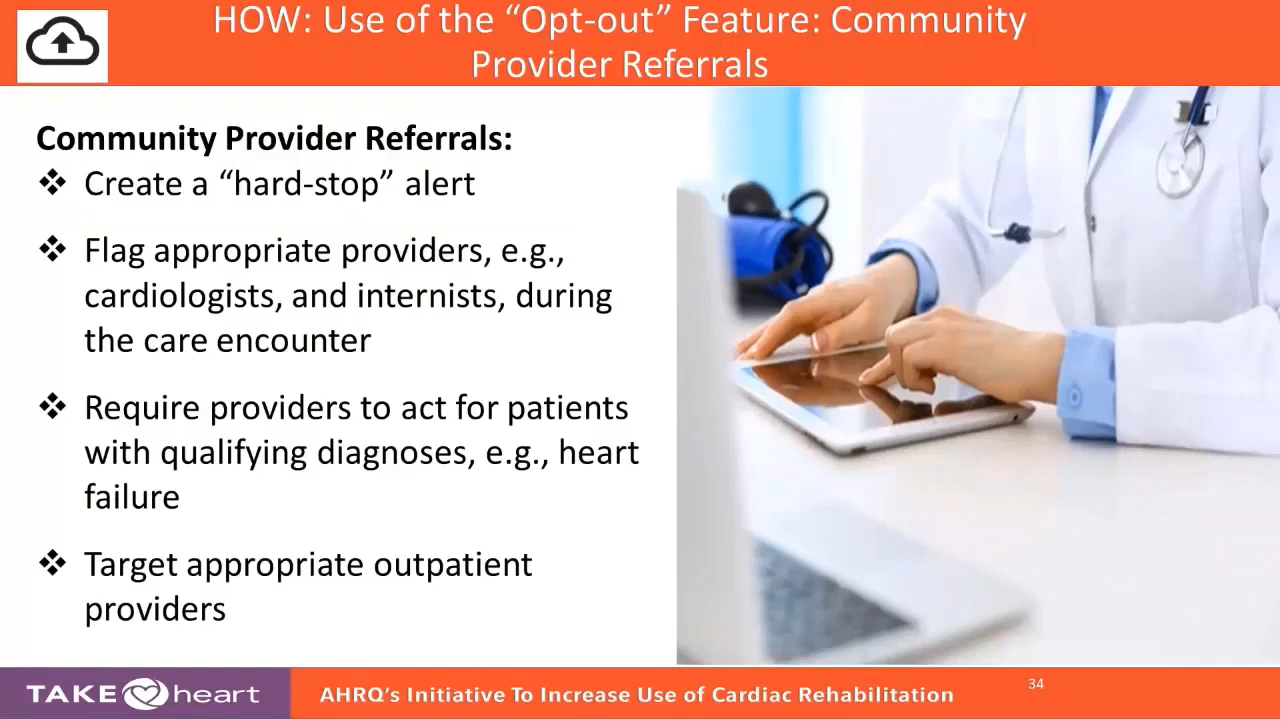 HOW: Use of the “Opt-out” Feature: Community
Provider Referrals
Community Provider Referrals:
❖ Create a “hard-stop” alert
❖ Flag appropriate providers, e.g.,
cardiologists, and internists, during
the care encounter
❖ Require providers to act for patients
with qualifying diagnoses, e.g., heart
failure
❖ Target appropriate outpatient
providers
TAKE heart
AHRQ’s Initiative To Increase Use of Cardiac Rehabilitation
34